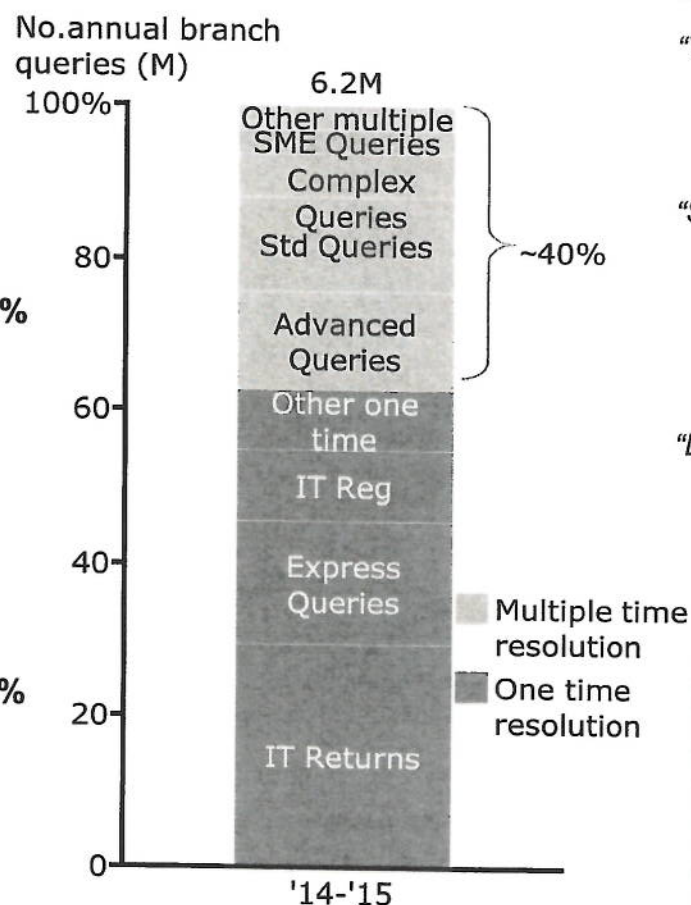 No.annual branch
queries (M)
6.2M
100%
Other multiple
SME Queries
Complex
Queries
Std Queries
80
~40%
%
Advanced
Queries
60
Other one
time
IT Reg
40
Express
Queries
Multiple time
resolution
%
20
One time
resolution
IT Returns
0
'14-'15